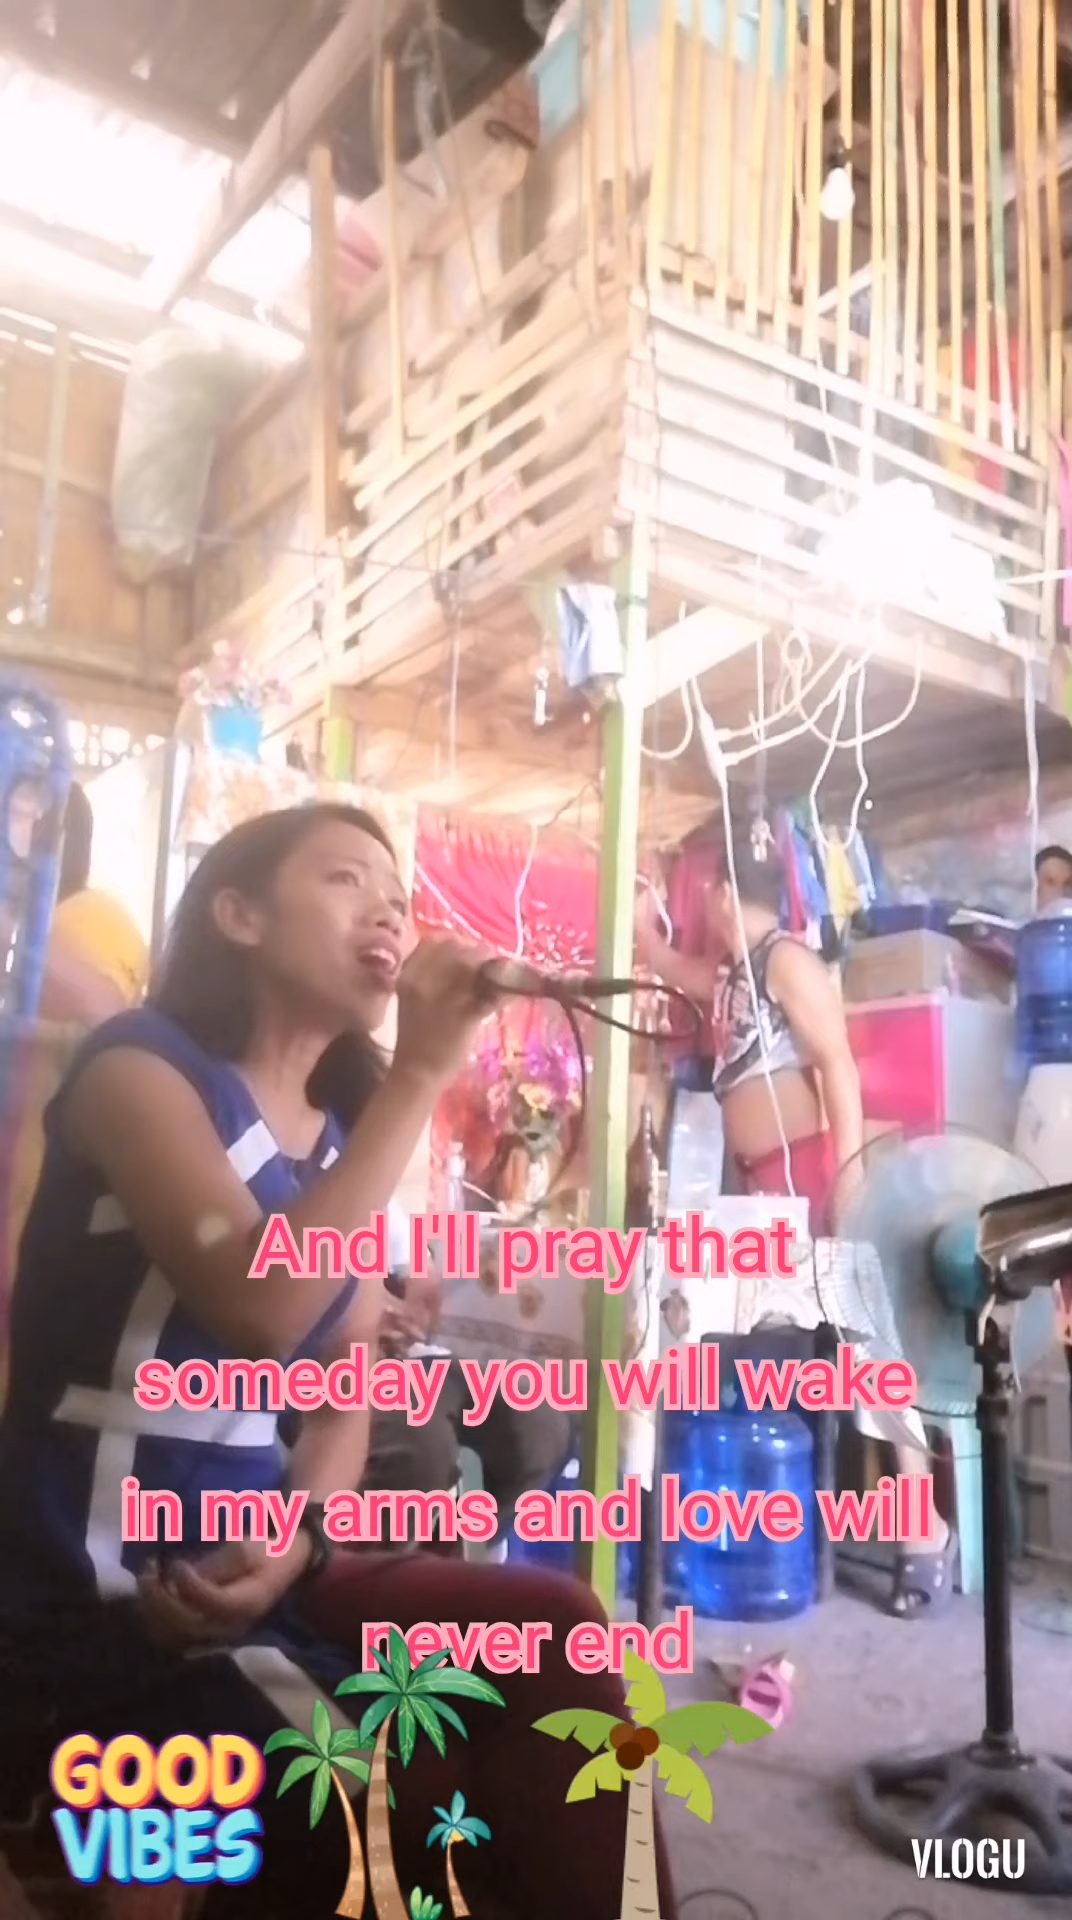 And I'll pray that
someday you will wake
in my arms and love will
never end
GOOD
VIBES
VLOGU